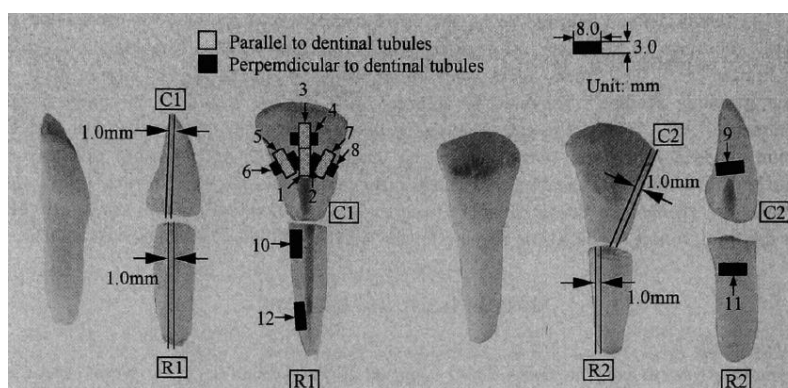 Parallel to dentinal tubules
Perpemdicular to dentinal tubules
8.0
3.0
Unit: mm
C1
1.0mm
1.0mm
R1
3
4
5
7
6
8
1
2
C1
10
12
R1
C2
1.0mm
1.0mm
R2
9
C2
11
R2